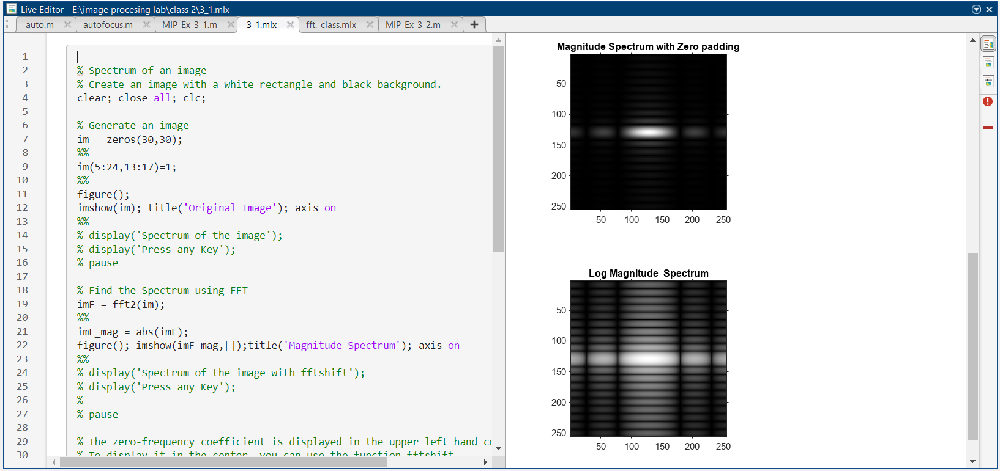 Live Editor - E:\image procesing lab\class 2\3_1.mlx
auto.m
autofocus.m
MIP_Ex_3_1.m
3_1.mlx
fft._class.mlx
MIP_Ex_3_2.m
1
2 % Spectrum of an image
3 % Create an image with a white rectangle and black background.
4 clear; close all; clc;
5
6 % Generate an image
7 im = zeros(30,30);
8 %%
9 im(5:24,13:17)=1;
10 %%
11 figure();
12 imshow(im); title('Original Image'); axis on
13 %%
14 % display('Spectrum of the image');
15 % display('Press any Key');
16 % pause
17
18 % Find the Spectrum using FFT
19 imF = fft2(im);
20 %%
21 imF_mag = abs(imF);
22 figure(); imshow(imF_mag,[]);title('Magnitude Spectrum'); axis on
23 %%
24 % display('Spectrum of the image with fftshift');
25 % display('Press any Key');
26 %
27 % pause
28
29 % The zero-frequency coefficient is displayed in the upper left hand co
30 % To display it in the center, you can use the function fftshift
Magnitude Spectrum with Zero padding
50
100
150
200
250
50 100 150 200 250
Log Magnitude  Spectrum
50
100
150
200
250
50 100 150 200 250